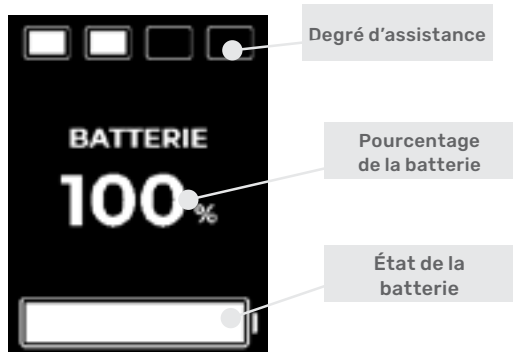 Degré d’assistance
BATTERIE
100%
Pourcentage
de la batterie
État de la
batterie